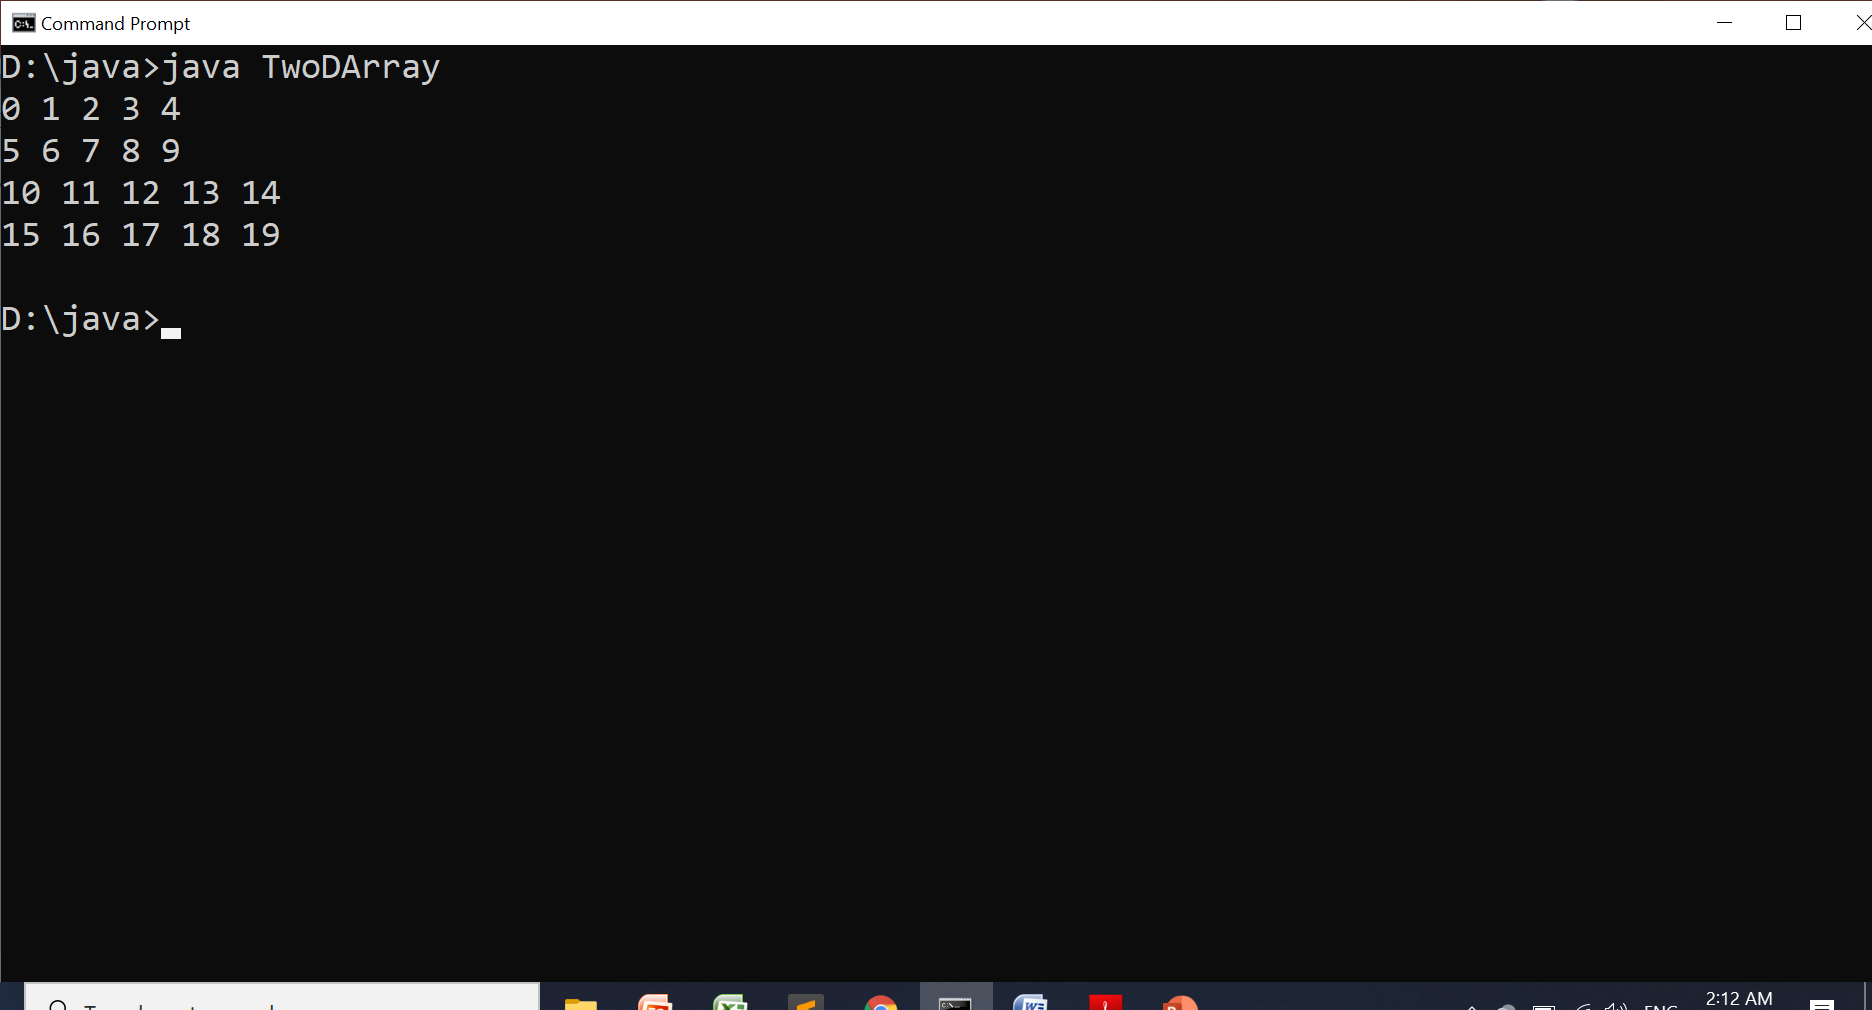 Command Prompt
D:\java>java TwoDArray
0 1 2 3 4
5 6 7 8 9
10 11 12 13 14
15 16 17 18 19
D:\java>
2:12 AM